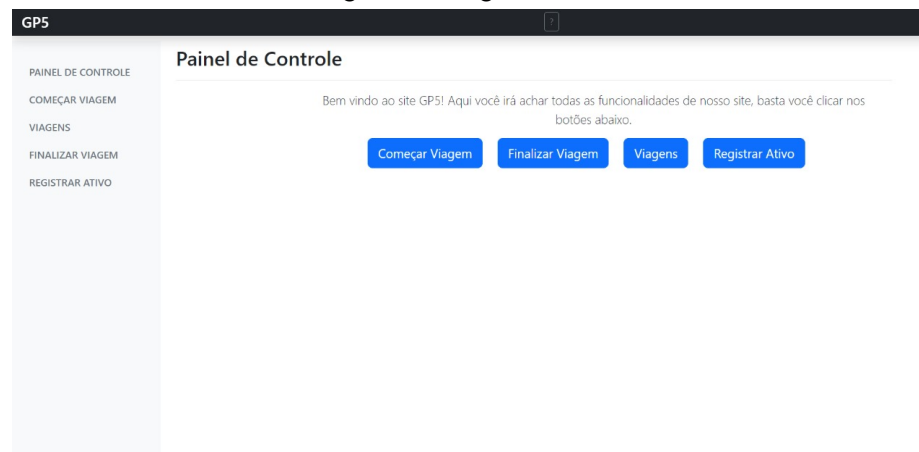 GP5
?
PAINEL DE CONTROLE
COMEÇAR VIAGEM
VIAGENS
FINALIZAR VIAGEM
REGISTRAR ATIVO
Painel de Controle
Bem vindo ao site GP5! Aqui você irá achar todas as funcionalidades de nosso site, basta você clicar nos
botões abaixo.
Começar Viagem
Finalizar Viagem
Viagens
Registrar Ativo